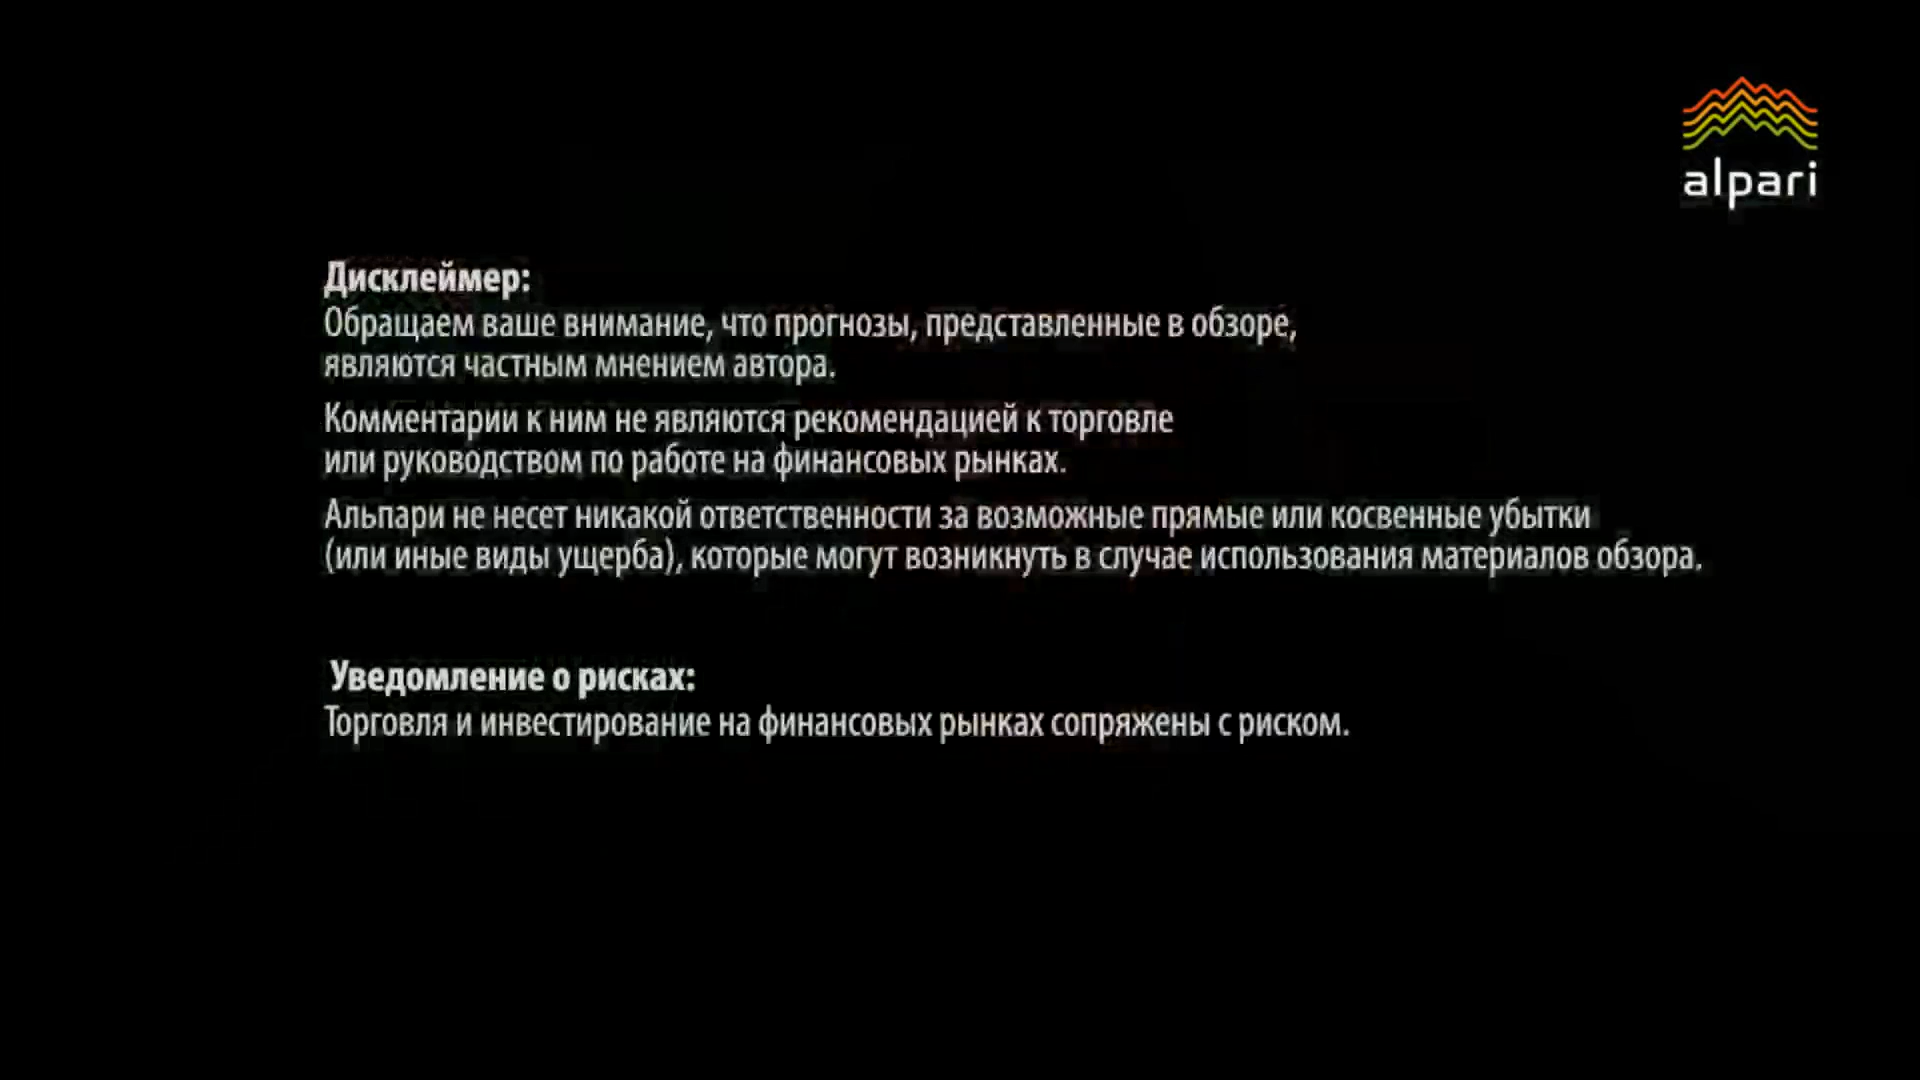 alpari
Дисклеймер:
Обращаем ваше внимание, что прогнозы, представленные в обзоре,
являются частным мнением автора.
Комментарии к ним не являются рекомендацией к торговле
или руководством по работе на финансовых рынках.
Альпари не несет никакой ответственности за возможные прямые или косвенные убытки
(или иные виды ущерба), которые могут возникнуть в случае использования материалов обзора.
Уведомление о рисках:
Торговля и инвестирование на финансовых рынках сопряжены с риском.